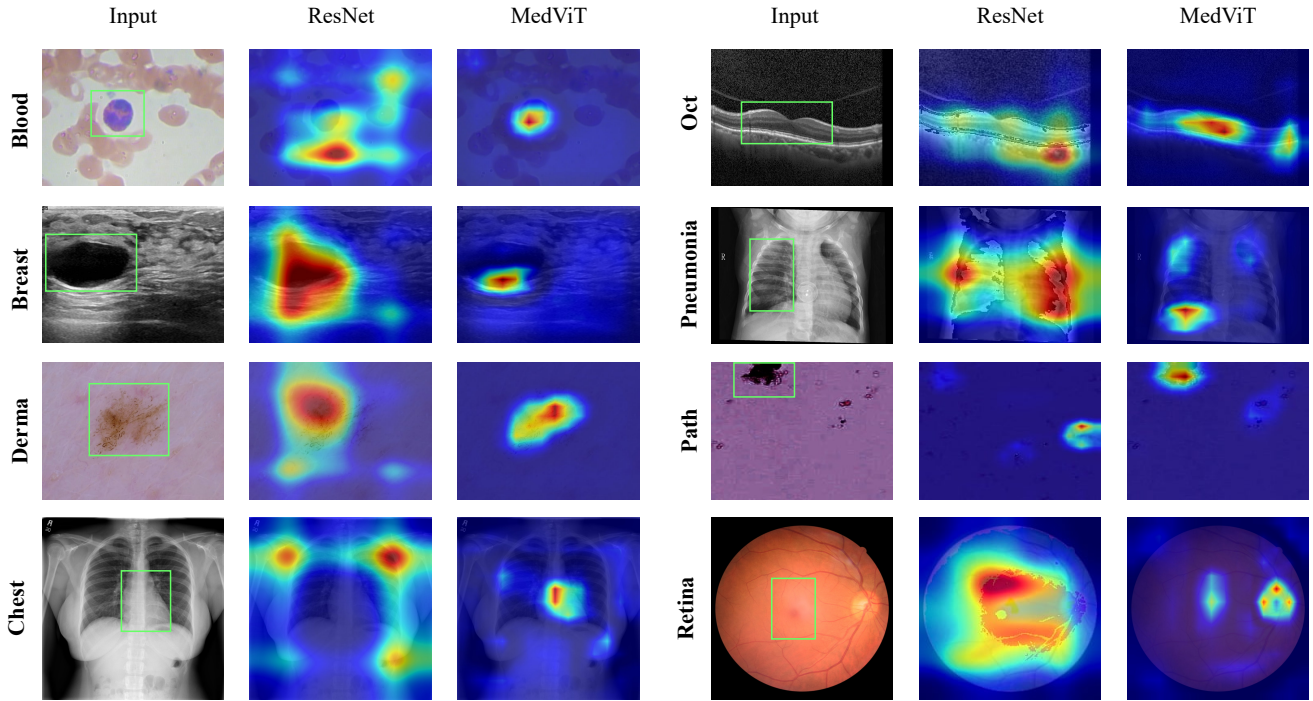 Input ResNet MedViT Input ResNet MedViT
Blood
Oct
Breast
Pneumonia
R
Derma
Path
Chest
R
Retina